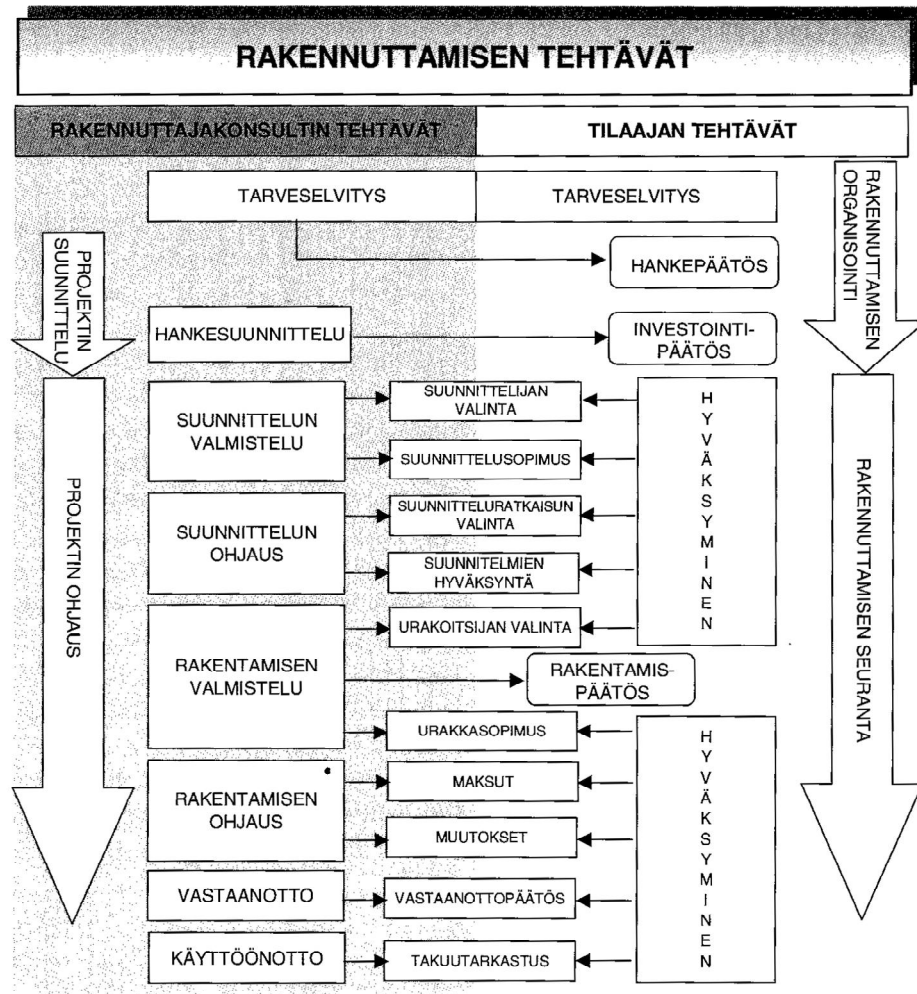 RAKENNUTTAMISEN TEHTÄVÄT
RAKENNUTTAJAKONSULTIN TEHTÄVÄT
TILAAJAN TEHTÄVÄT
TARVESELVITYS
TARVESELVITYS
PROJEKTIN
SUUNNITTELU
RAKENNUTTAMISEN
ORGANISOINTI
HANKEPÄÄTÖS
HANKESUUNNITTELU
INVESTOINTI-
PÄÄTÖS
PROJEKTIN OHJAUS
RAKENNUTTAMISEN SEURANTA
SUUNNITTELUN
VALMISTELU
SUUNNITTELIJAN
VALINTA
SUUNNITTELUSOPIMUS
HYVÄKSYMINEN
SUUNNITTELUN
OHJAUS
SUUNNITTELURATKAISUN
VALINTA
SUUNNITELMIEN
HYVÄKSYNTÄ
RAKENTAMISEN
VALMISTELU
URAKOITSIJAN VALINTA
RAKENTAMIS-
PÄÄTÖS
URAKKASOPIMUS
HYVÄKSYMINEN
RAKENTAMISEN
OHJAUS
MAKSUT
MUUTOKSET
VASTAANOTTO
VASTAANOTTOPÄÄTÖS
KÄYTTÖÖNOTTO
TAKUUTARKASTUS